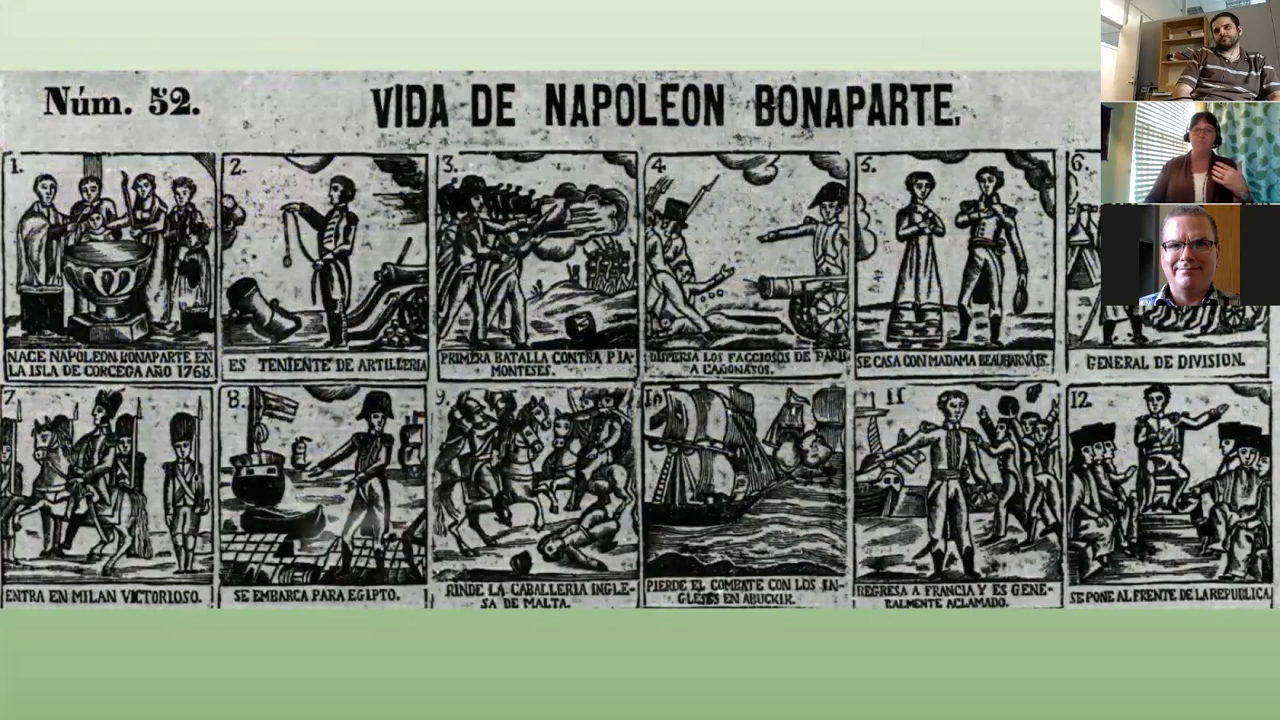 Núm. 52.
VIDA DE NAPOLEON BONAPARTE.
1.
NACE NAPOLEON BONAPARTE EN
LA ISLA DE CORCEGA AÑO 1768.
2.
ES TENIENTE DE ARTILLERIA
3.
PRIMERA BATALLA CONTRA PIA-
MONTESES.
4.
DISPERSA LOS FACCIOSOS DE PARIS
A CAÑONAZOS.
5.
SE CASA CON MADAMA BEAUHARNAIS.
6.
GENERAL DE DIVISION.
7
ENTRA EN MILAN VICTORIOSO.
8.
SE EMBARCA PARA EGIPTO.
9.
RINDE LA CABALLERIA INGLE-
SA DE MALTA.
10
PIERDE EL COMBATE CON LOS IN-
GLESES EN ABUCKIR.
11
REGRESA A FRANCIA Y ES GENE-
RALMENTE ACLAMADO.
12.
SE PONE AL FRENTE DE LA REPUBLICA